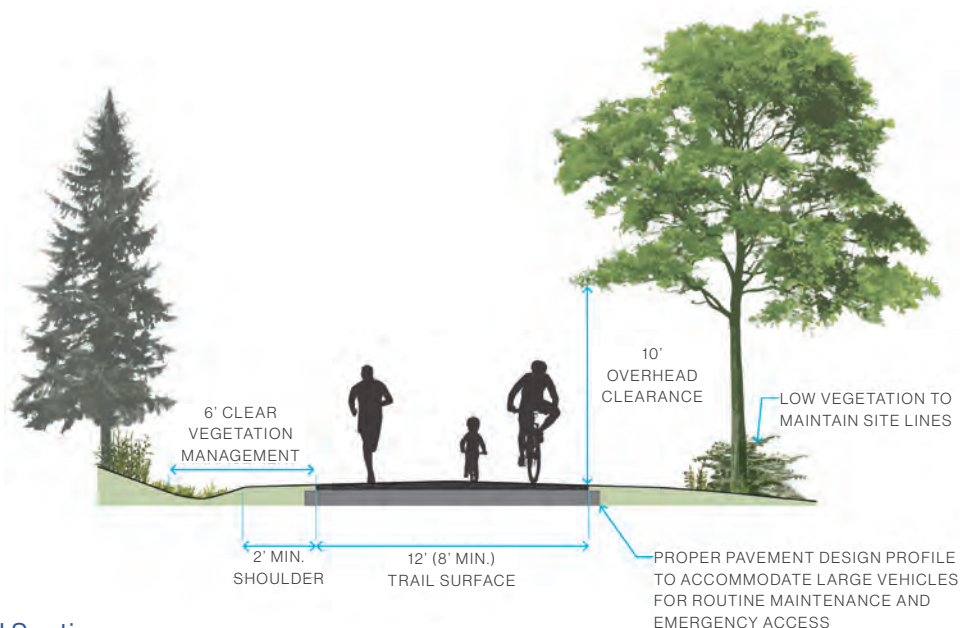 10'
OVERHEAD
CLEARANCE
LOW VEGETATION TO
MAINTAIN SITE LINES
6' CLEAR
VEGETATION
MANAGEMENT
2' MIN.
SHOULDER
12' (8' MIN.)
TRAIL SURFACE
PROPER PAVEMENT DESIGN PROFILE
TO ACCOMMODATE LARGE VEHICLES
FOR ROUTINE MAINTENANCE AND
EMERGENCY ACCESS